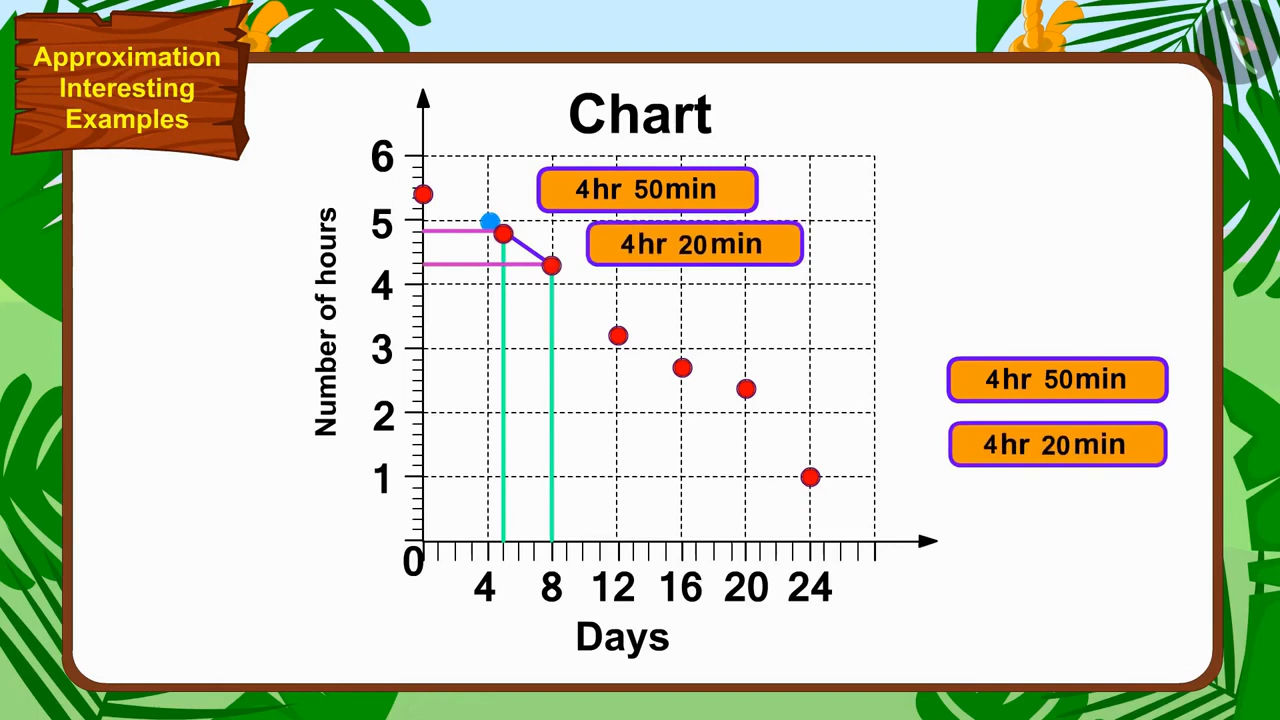 Approximation
Interesting
Examples
Chart
6
5
4
3
2
1
0
Number of hours
4hr 50min
4hr 20min
4hr 50min
4hr 20min
4 8 12 16 20 24
Days